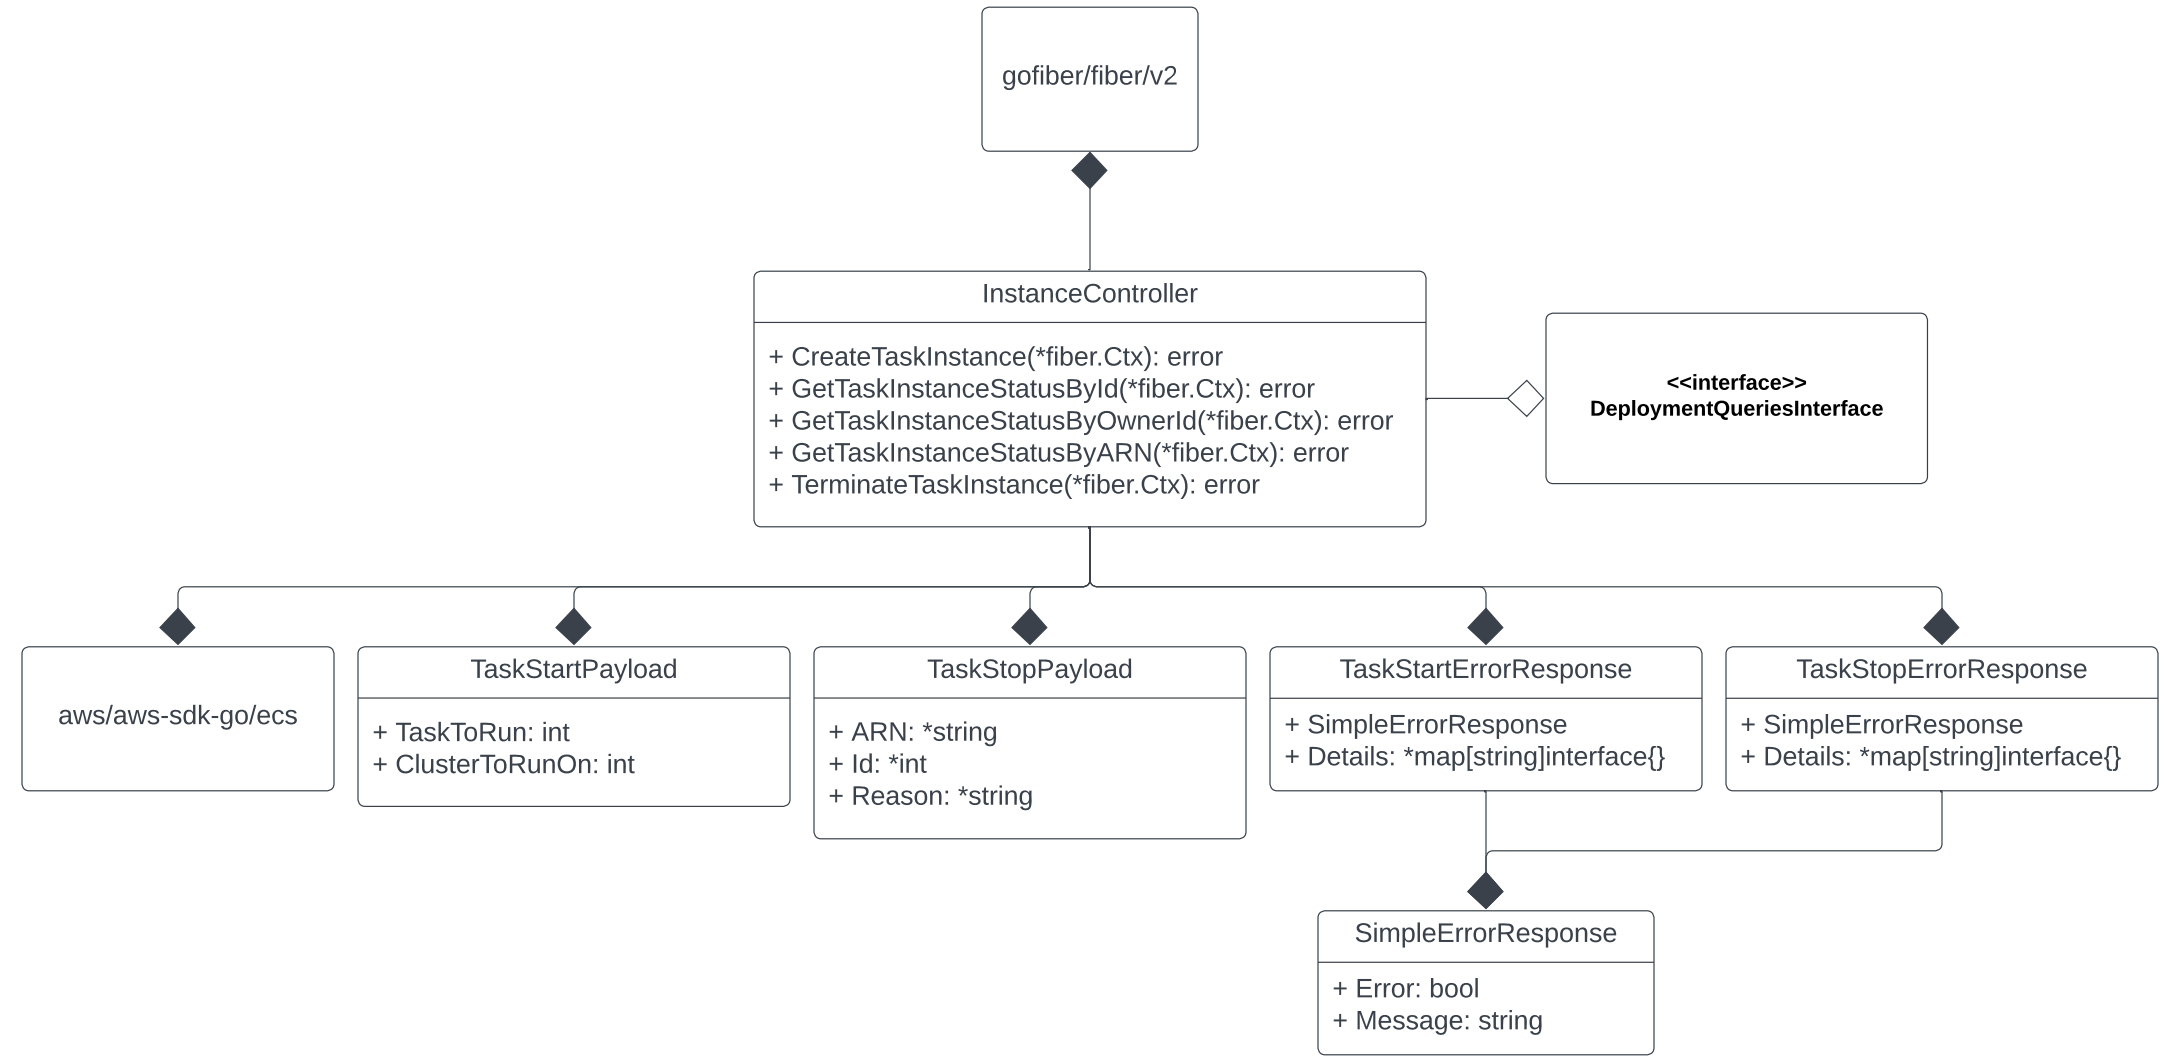 gofiber/fiber/v2
InstanceController
+ CreateTaskInstance(*fiber.Ctx): error
+ GetTaskInstanceStatusById(*fiber.Ctx): error
+ GetTaskInstanceStatusByOwnerId(*fiber.Ctx): error
+ GetTaskInstanceStatusByARN(*fiber.Ctx): error
+ TerminateTaskInstance(*fiber.Ctx): error
<<interface>>
DeploymentQueriesInterface
aws/aws-sdk-go/ecs
TaskStartPayload
+ TaskToRun: int
+ ClusterToRunOn: int
TaskStopPayload
+ ARN: *string
+ Id: *int
+ Reason: *string
TaskStartErrorResponse
+ SimpleErrorResponse
+ Details: *map[string]interface{}
TaskStopErrorResponse
+ SimpleErrorResponse
+ Details: *map[string]interface{}
SimpleErrorResponse
+ Error: bool
+ Message: string